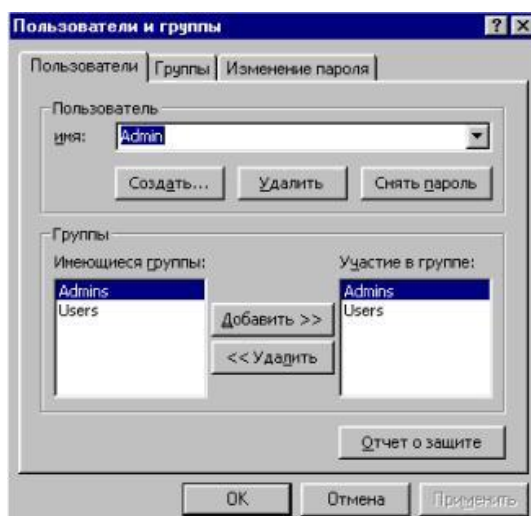 Пользователи и группы
Пользователи Группы Изменение пароля
Пользователь
имя: Admin
Создать... Удалить Снять пароль
Группы
Имеющиеся группы: Участие в группе:
Admins Admins
Users Users
Добавить >>
<< Удалить
Отчет о защите
OK Отмена Применить